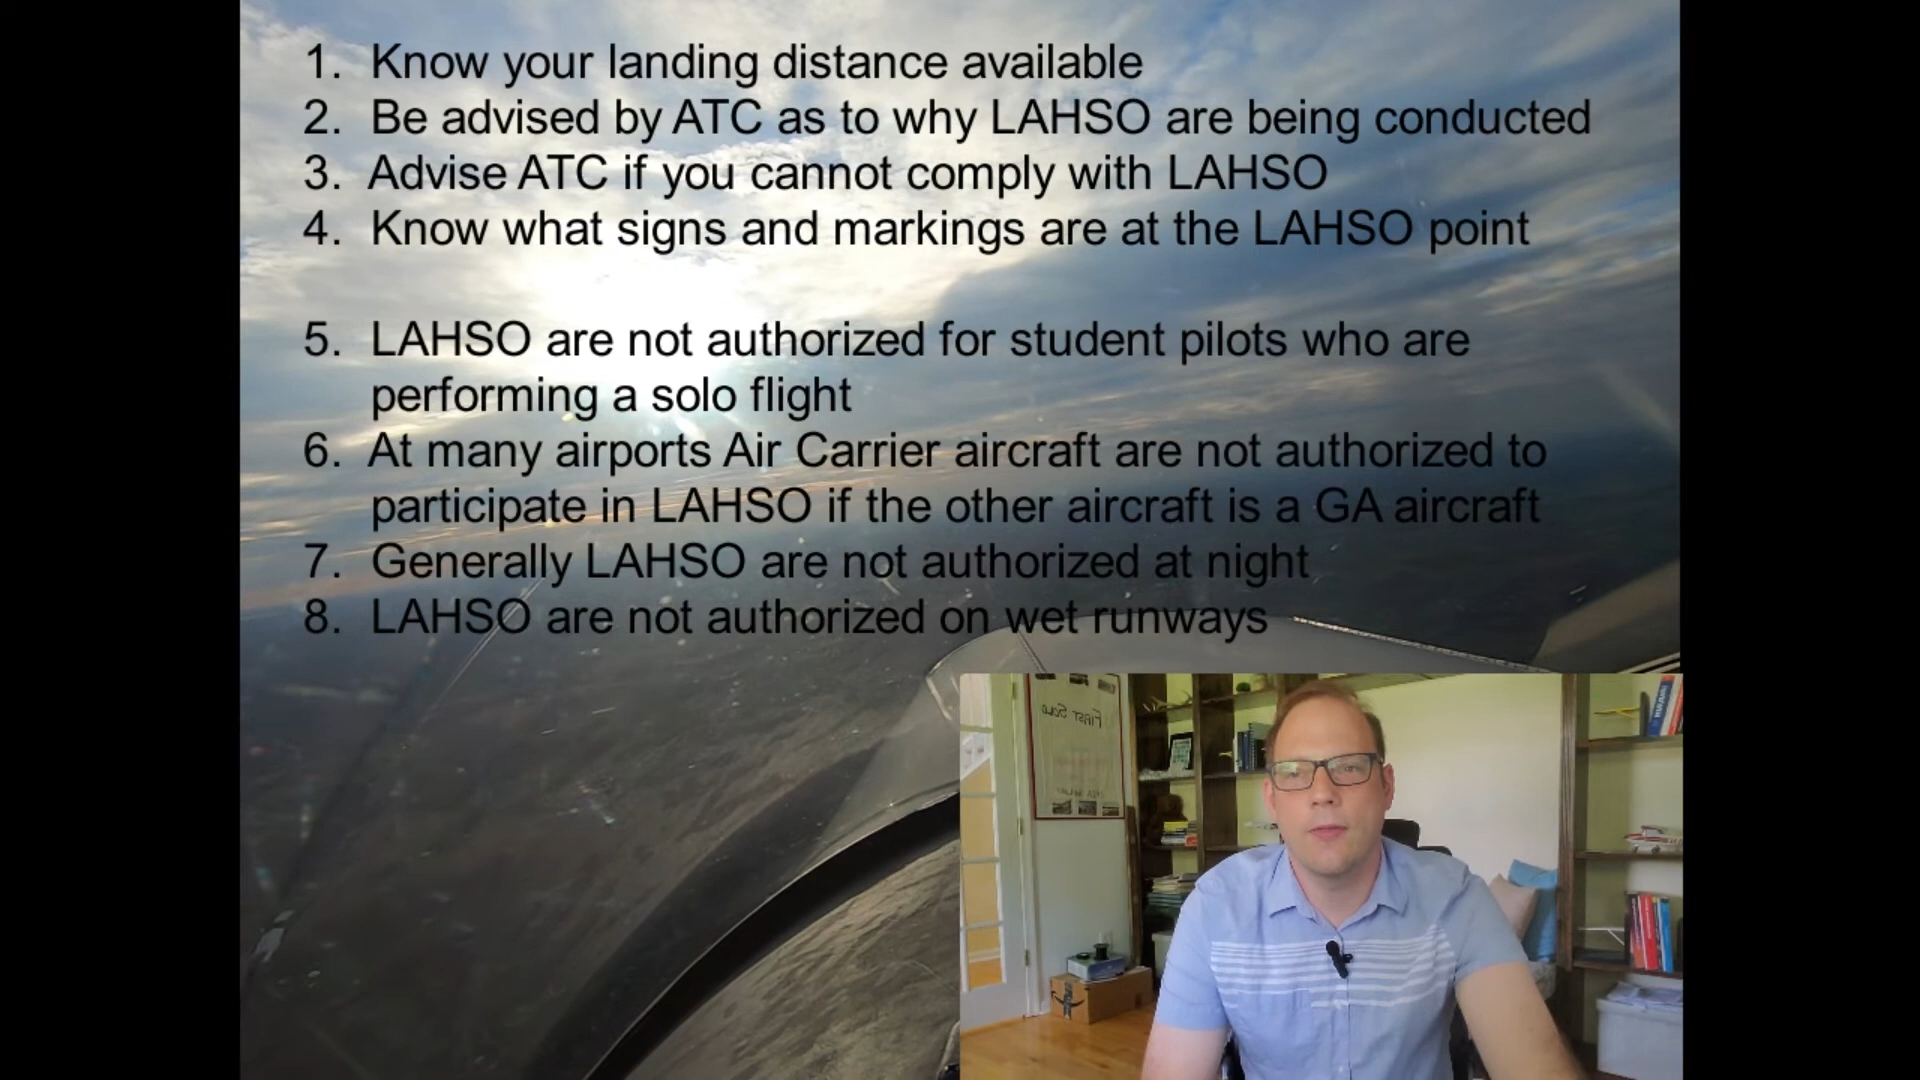 1. Know your landing distance available
2. Be advised by ATC as to why LAHSO are being conducted
3. Advise ATC if you cannot comply with LAHSO
4. Know what signs and markings are at the LAHSO point
5. LAHSO are not authorized for student pilots who are
performing a solo flight
6. At many airports Air Carrier aircraft are not authorized to
participate in LAHSO if the other aircraft is a GA aircraft
7. Generally LAHSO are not authorized at night
8. LAHSO are not authorized on wet runways
FIRST SOLO